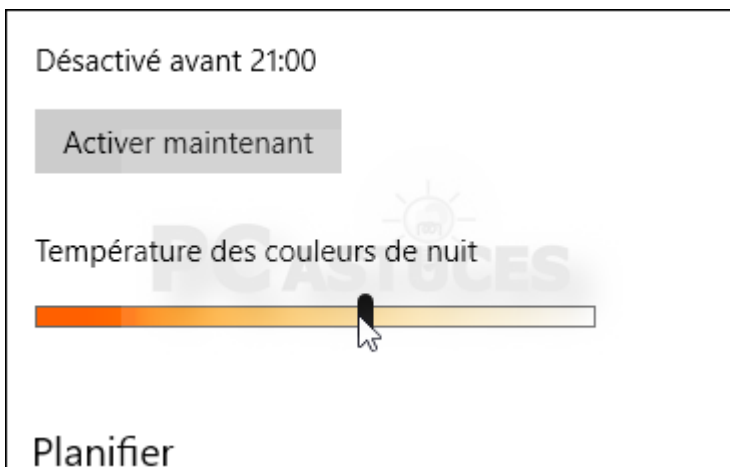 Désactivé avant 21:00
Activer maintenant
PC ASTUCES
Température des couleurs de nuit
Planifier